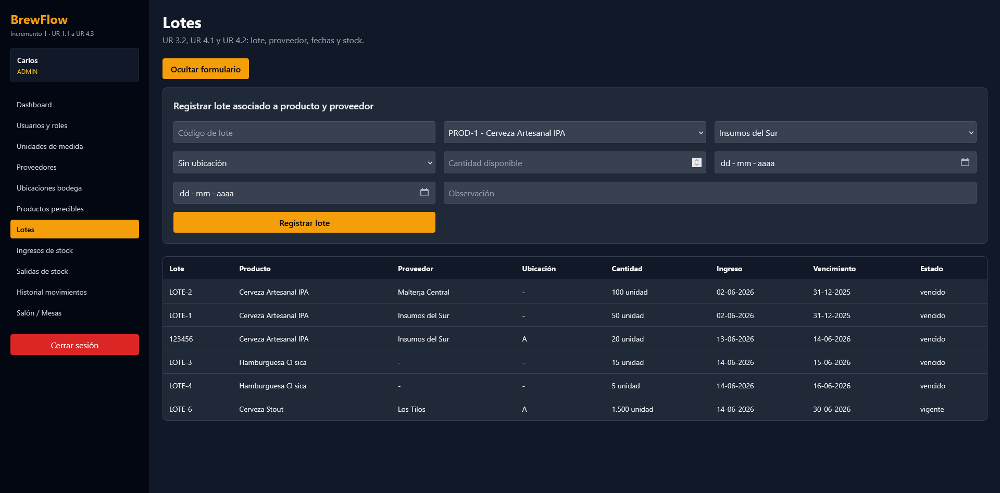 BrewFlow
Incremento 1 · UR 1.1 a UR 4.3
Carlos
ADMIN
Dashboard
Usuarios y roles
Unidades de medida
Proveedores
Ubicaciones bodega
Productos perecibles
Lotes
Ingresos de stock
Salidas de stock
Historial movimientos
Salón / Mesas
Cerrar sesión
Lotes
UR 3.2, UR 4.1 y UR 4.2: lote, proveedor, fechas y stock.
Ocultar formulario
Registrar lote asociado a producto y proveedor
Código de lote PROD-1 - Cerveza Artesanal IPA Insumos del Sur
Sin ubicación Cantidad disponible dd - mm - aaaa
dd - mm - aaaa Observación
Registrar lote
Lote Producto Proveedor Ubicación Cantidad Ingreso Vencimiento Estado
LOTE-2 Cerveza Artesanal IPA Malter¡a Central - 100 unidad 02-06-2026 31-12-2025 vencido
LOTE-1 Cerveza Artesanal IPA Insumos del Sur - 50 unidad 02-06-2026 31-12-2025 vencido
123456 Cerveza Artesanal IPA Insumos del Sur A 20 unidad 13-06-2026 14-06-2026 vencido
LOTE-3 Hamburguesa Cl sica - - 15 unidad 14-06-2026 15-06-2026 vencido
LOTE-4 Hamburguesa Cl sica - - 5 unidad 14-06-2026 16-06-2026 vencido
LOTE-6 Cerveza Stout Los Tilos A 1.500 unidad 14-06-2026 30-06-2026 vigente